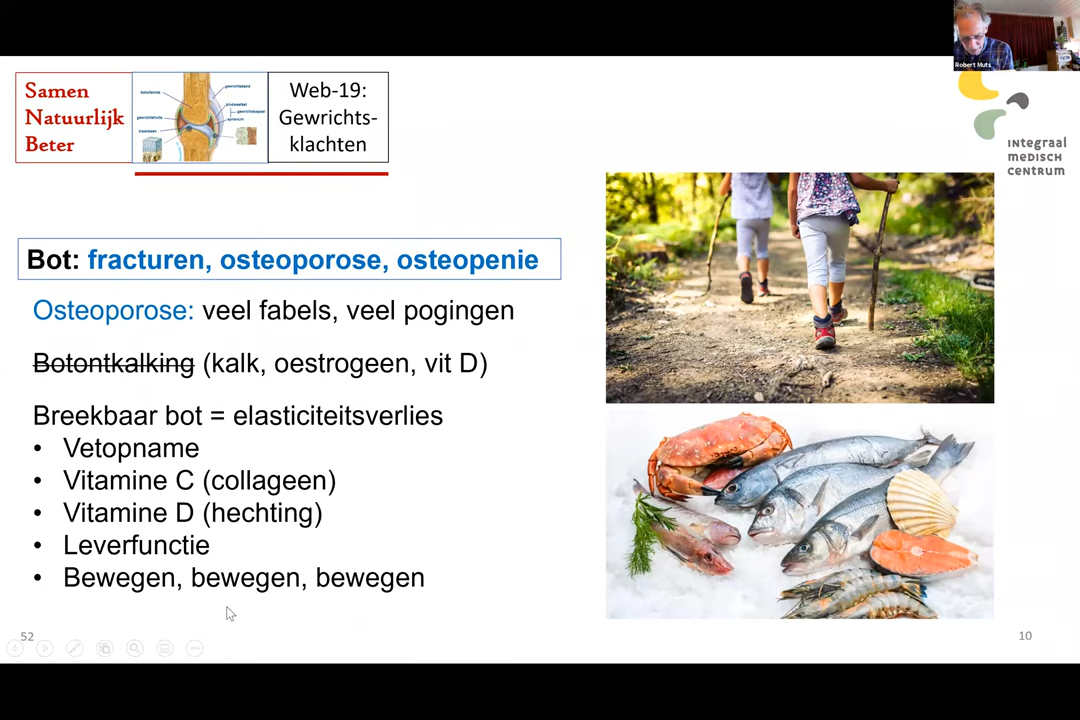 Robert Muts
Samen
Natuurlijk
Beter
Web-19:
Gewrichts-
klachten
integraal
medisch
centrum
Bot: fracturen, osteoporose, osteopenie
Osteoporose: veel fabels, veel pogingen
Botontkalking (kalk, oestrogeen, vit D)
Breekbaar bot = elasticiteitsverlies
• Vetopname
• Vitamine C (collageen)
• Vitamine D (hechting)
• Leverfunctie
• Bewegen, bewegen, bewegen
52
10